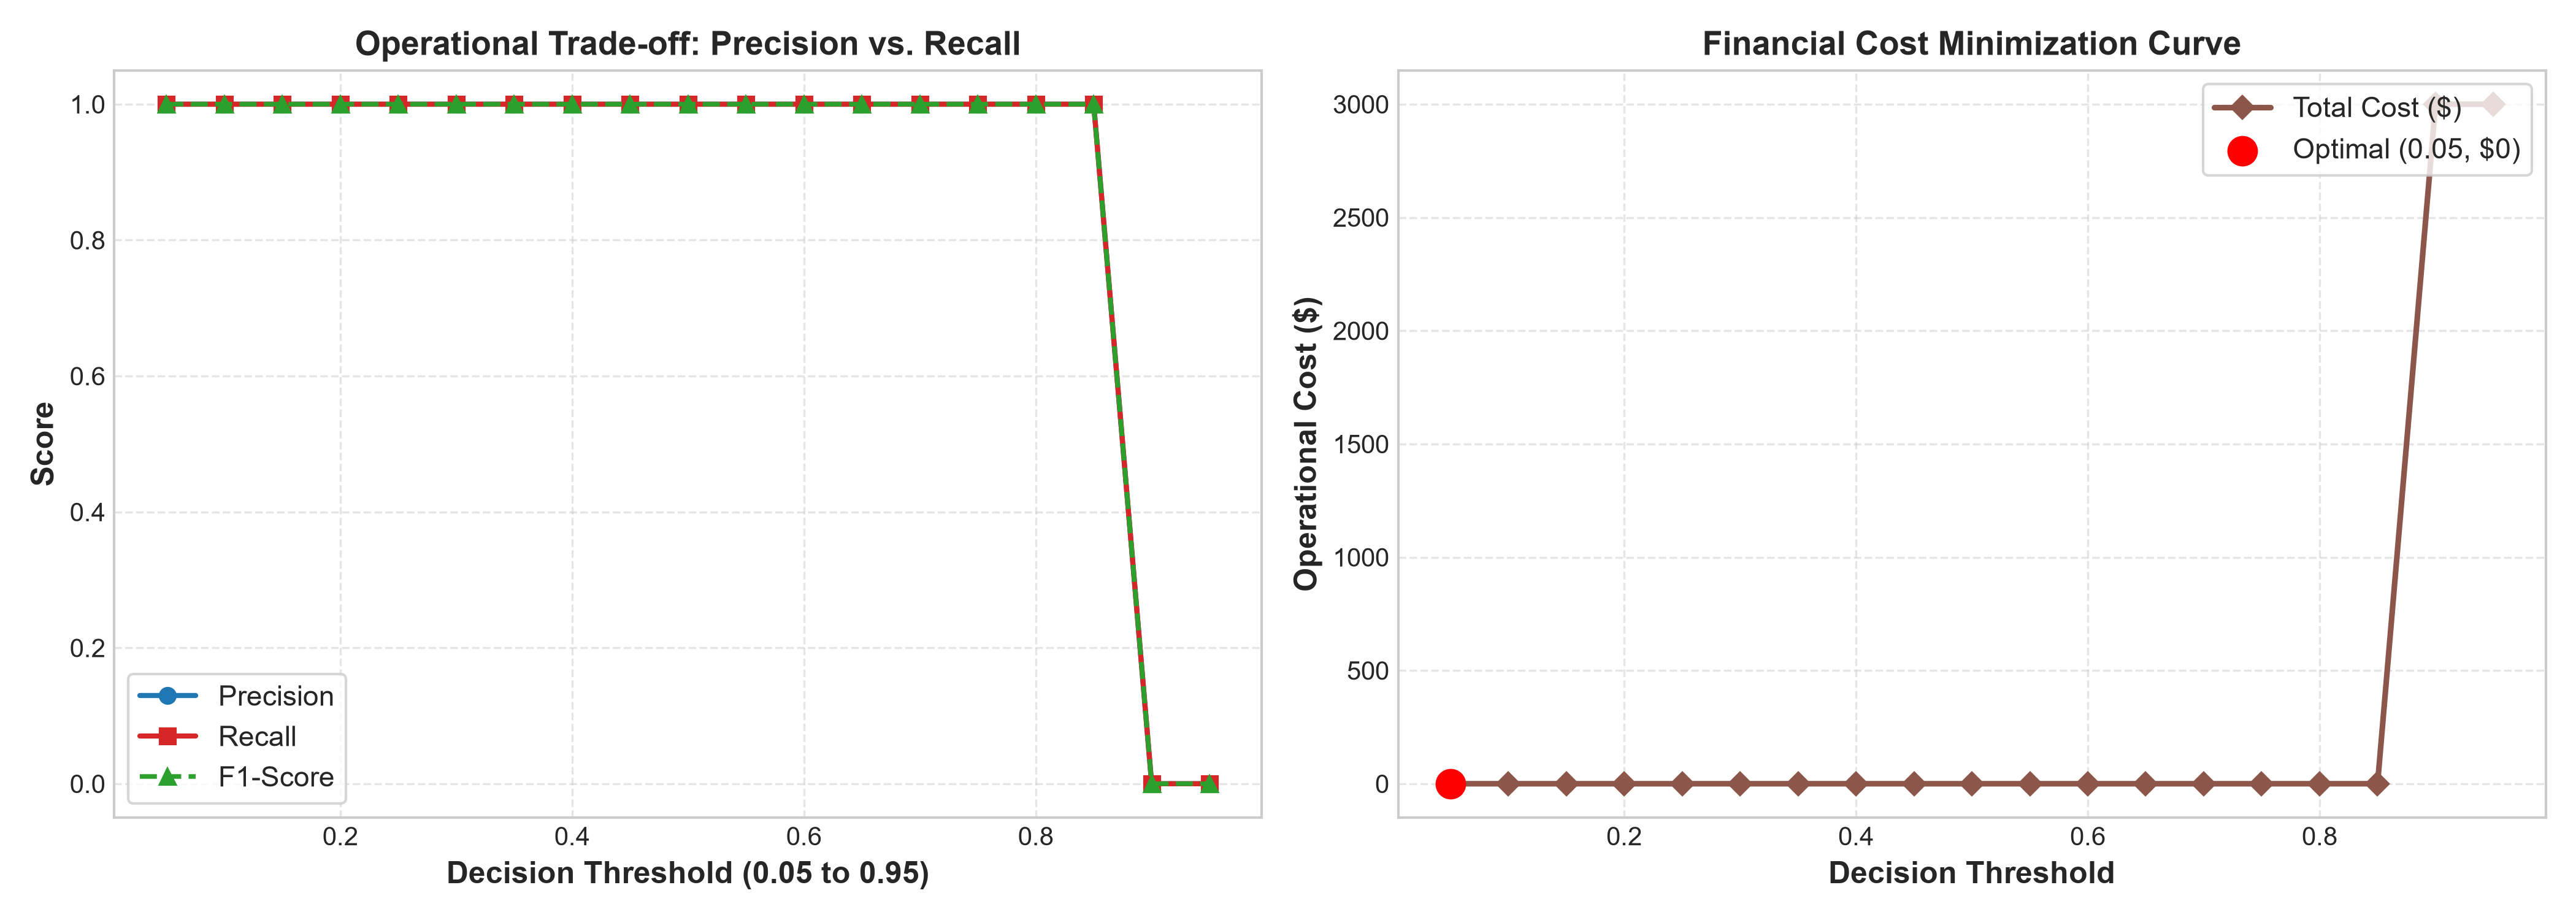 Operational Trade-off: Precision vs. Recall
1.0
0.8
0.6
0.4
0.2
0.0
Score
Precision
Recall
F1-Score
0.2 0.4 0.6 0.8
Decision Threshold (0.05 to 0.95)
Financial Cost Minimization Curve
3000
2500
2000
1500
1000
500
0
Operational Cost ($)
Total Cost ($)
Optimal (0.05, $0)
0.2 0.4 0.6 0.8
Decision Threshold